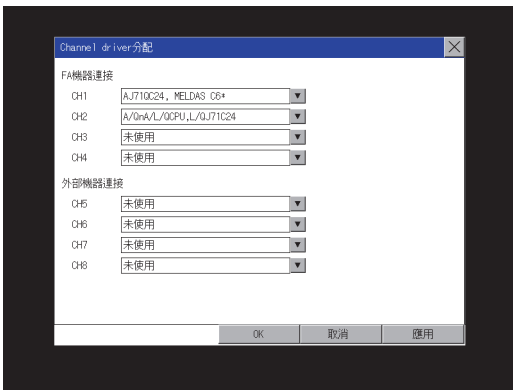 Channel driver分配
FA機器連接
CH1 AJ71QC24, MELDAS C6*
CH2 A/QnA/L/QCPU,L/QJ71C24
CH3 未使用
CH4 未使用
外部機器連接
CH5 未使用
CH6 未使用
CH7 未使用
CH8 未使用
OK 取消 應用